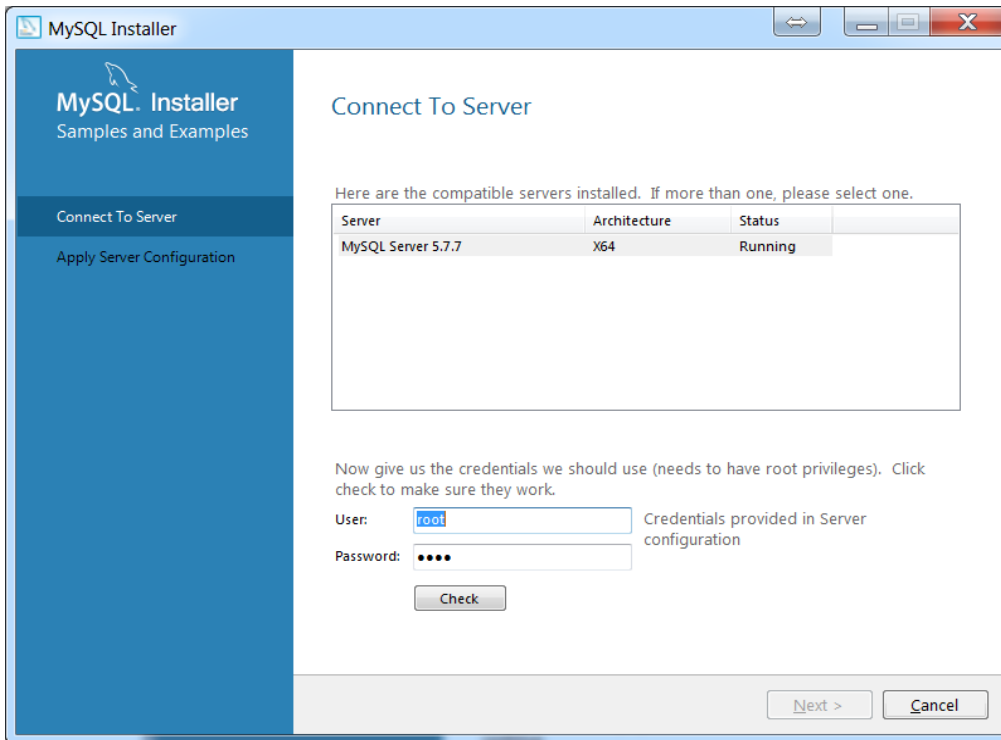 MySQL Installer
MySQL. Installer
Samples and Examples
Connect To Server
Apply Server Configuration
Connect To Server
Here are the compatible servers installed. If more than one, please select one.
Server Architecture Status
MySQL Server 5.7.7 X64 Running
Now give us the credentials we should use (needs to have root privileges). Click
check to make sure they work.
User: root
Credentials provided in Server
configuration
Password: ••••
Check
Next >
Cancel